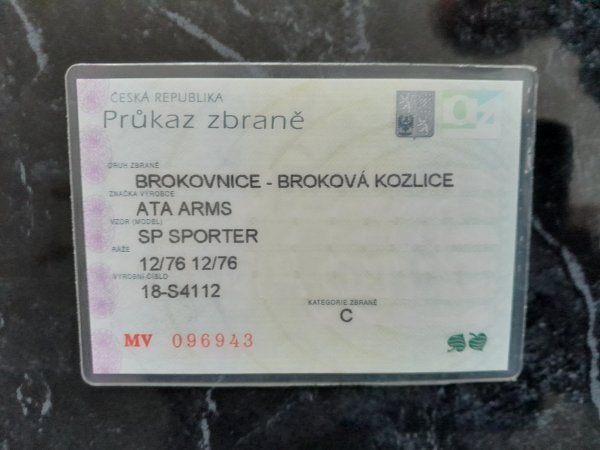 ČESKÁ REPUBLIKA
Průkaz zbraně
DRUH ZBRANĚ
BROKOVNICE - BROKOVÁ KOZLICE
ZNAČKA VÝROBCE
ATA ARMS
VZOR (MODEL)
SP SPORTER
RÁŽE
12/76 12/76
VÝROBNÍ ČÍSLO
18-S4112
KATEGORIE ZBRANĚ
C
MV 096943